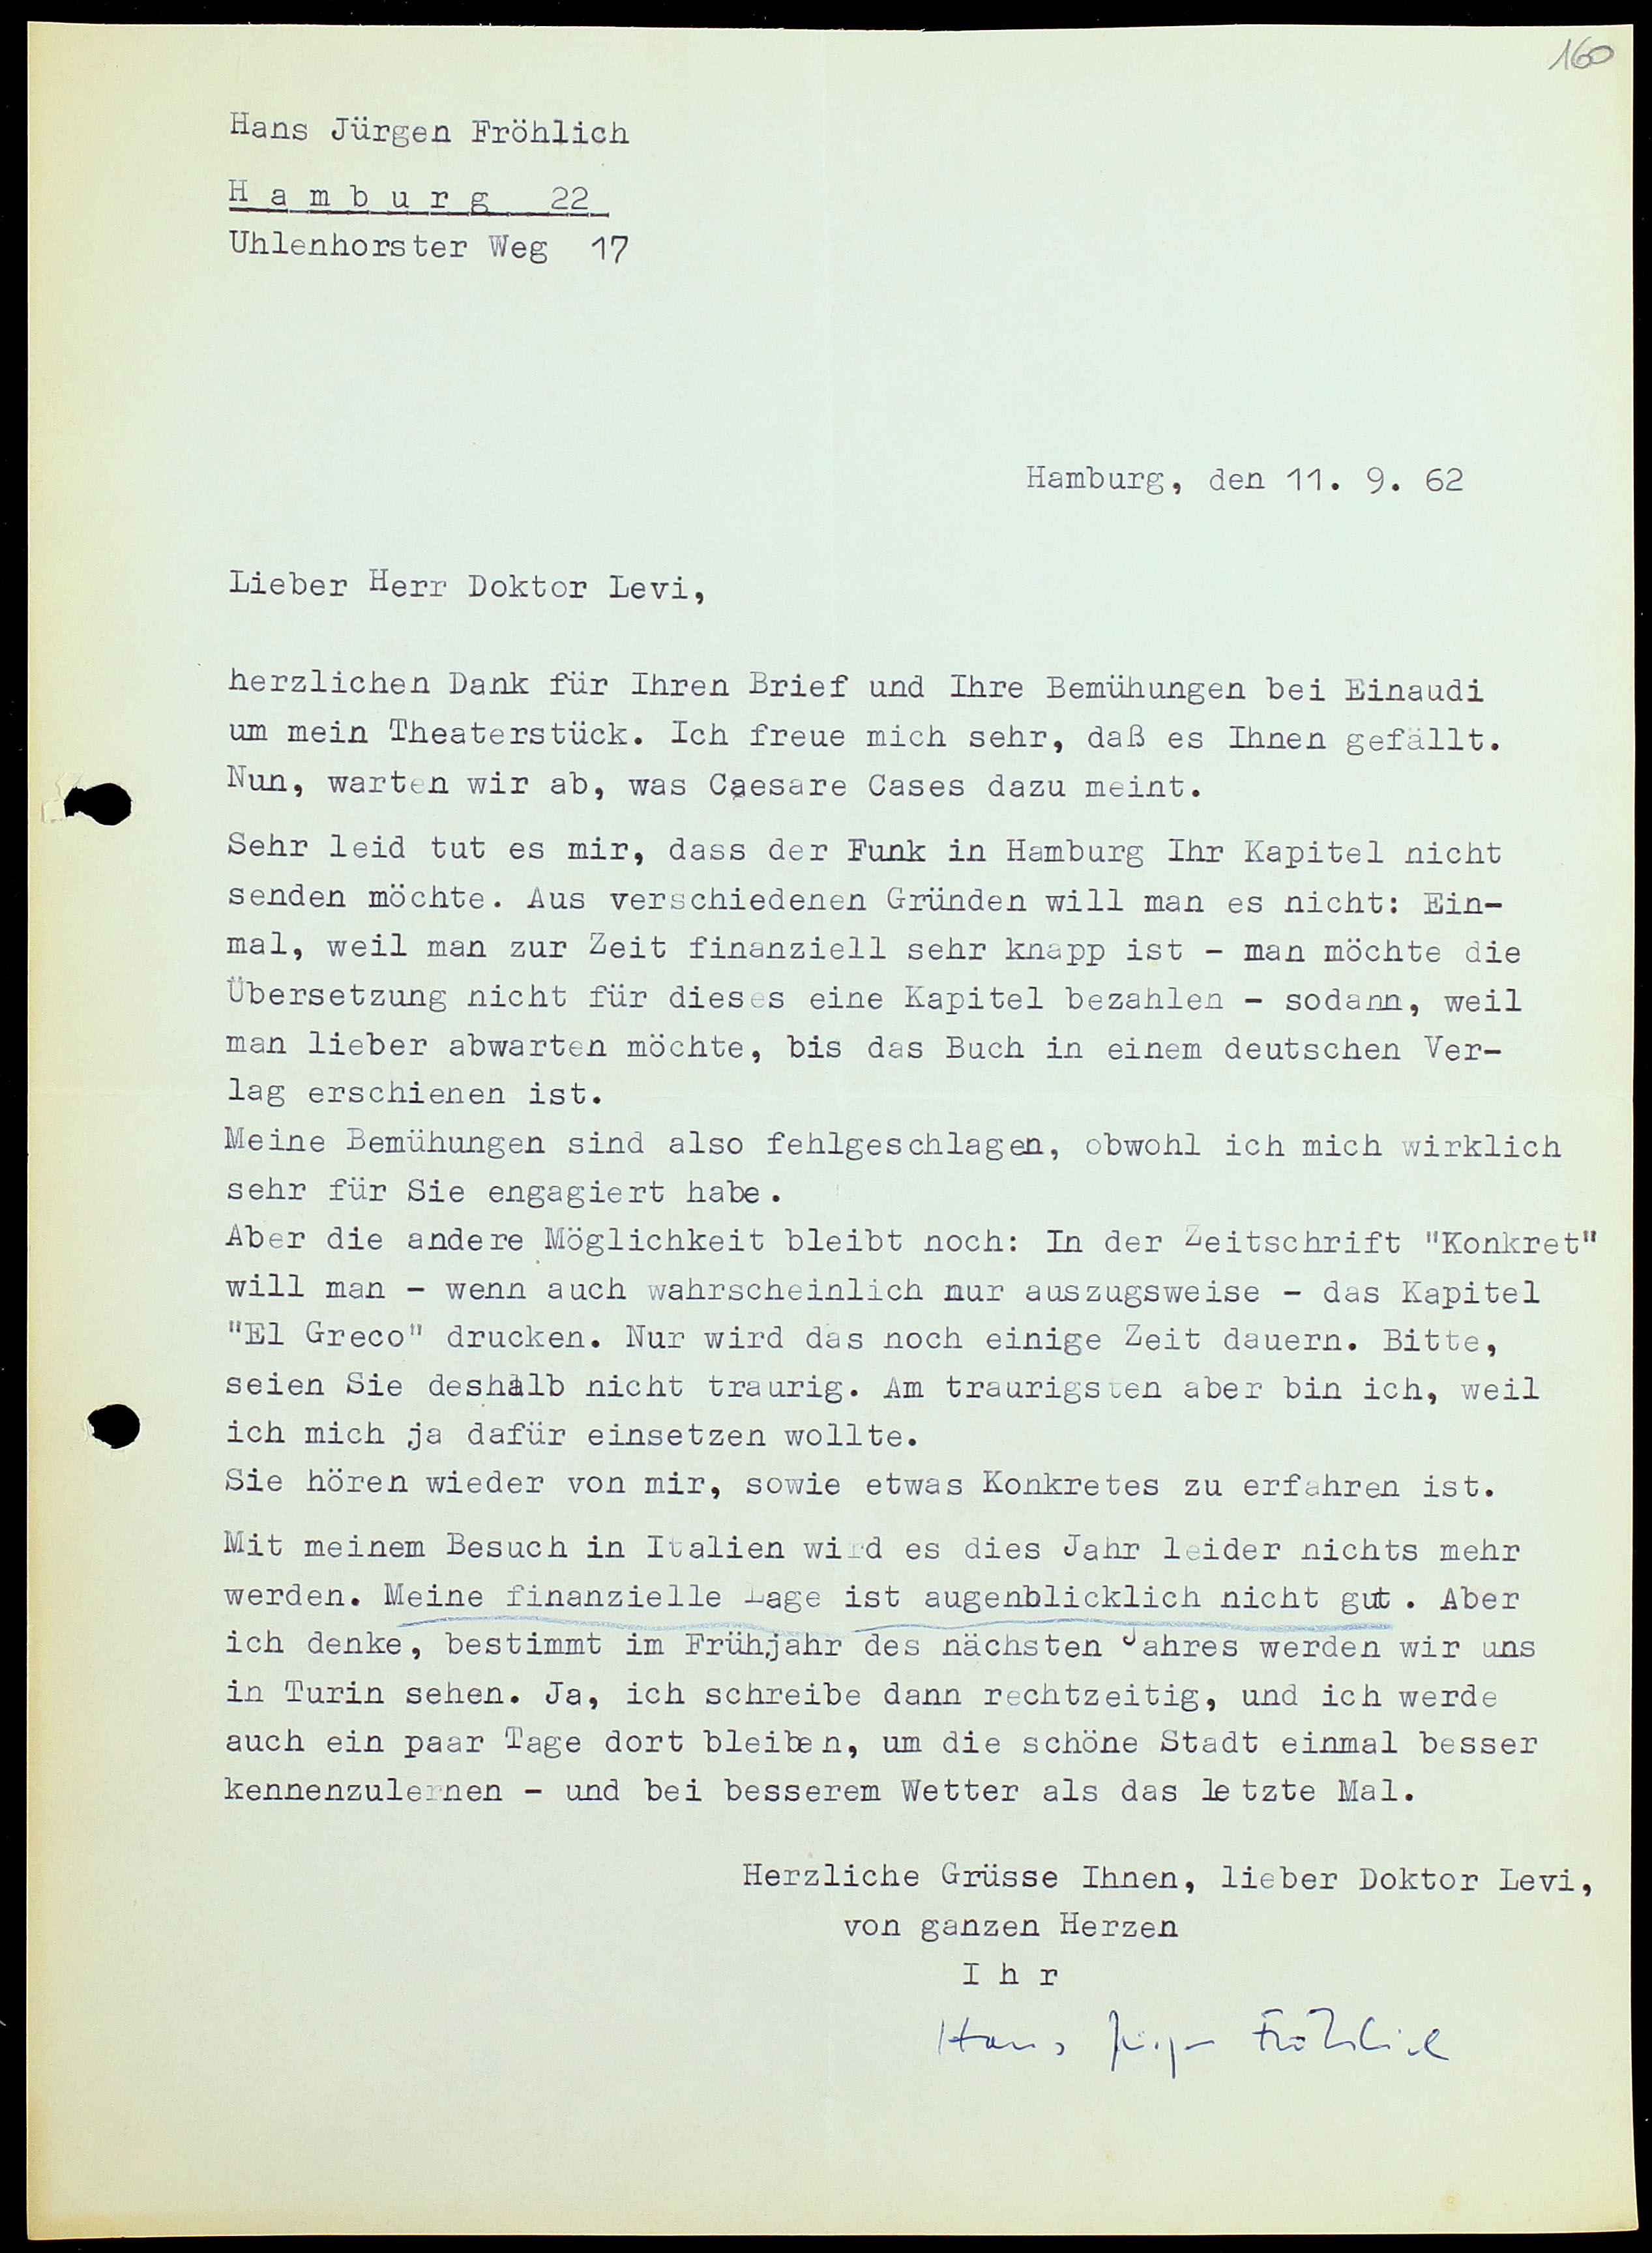 160
Hans Jürgen Fröhlich
H a m b u r g 22
Uhlenhorster Weg 17
Hamburg, den 11. 9. 62
Lieber Herr Doktor Levi,
herzlichen Dank für Ihren Brief und Ihre Bemühungen bei Einaudi
um mein Theaterstück. Ich freue mich sehr, daß es Ihnen gefällt.
Nun, warten wir ab, was Caesare Cases dazu meint.
Sehr leid tut es mir, dass der Funk in Hamburg Ihr Kapitel nicht
senden möchte. Aus verschiedenen Gründen will man es nicht: Ein-
mal, weil man zur Zeit finanziell sehr knapp ist - man möchte die
Übersetzung nicht für dieses eine Kapitel bezahlen - sodann, weil
man lieber abwarten möchte, bis das Buch in einem deutschen Ver-
lag erschienen ist.
Meine Bemühungen sind also fehlgeschlagen, obwohl ich mich wirklich
sehr für Sie engagiert habe.
Aber die andere Möglichkeit bleibt noch: In der Zeitschrift "Konkret"
will man - wenn auch wahrscheinlich nur auszugsweise - das Kapitel
"El Greco" drucken. Nur wird das noch einige Zeit dauern. Bitte,
seien Sie deshalb nicht traurig. Am traurigsten aber bin ich, weil
ich mich ja dafür einsetzen wollte.
Sie hören wieder von mir, sowie etwas Konkretes zu erfahren ist.
Mit meinem Besuch in Italien wird es dies Jahr leider nichts mehr
werden. Meine finanzielle Lage ist augenblicklich nicht gut. Aber
ich denke, bestimmt im Frühjahr des nächsten Jahres werden wir uns
in Turin sehen. Ja, ich schreibe dann rechtzeitig, und ich werde
auch ein paar Tage dort bleiben, um die schöne Stadt einmal besser
kennenzulernen - und bei besserem Wetter als das letzte Mal.
Herzliche Grüsse Ihnen, lieber Doktor Levi,
von ganzen Herzen
I h r
Hans Jürgen Fröhlich